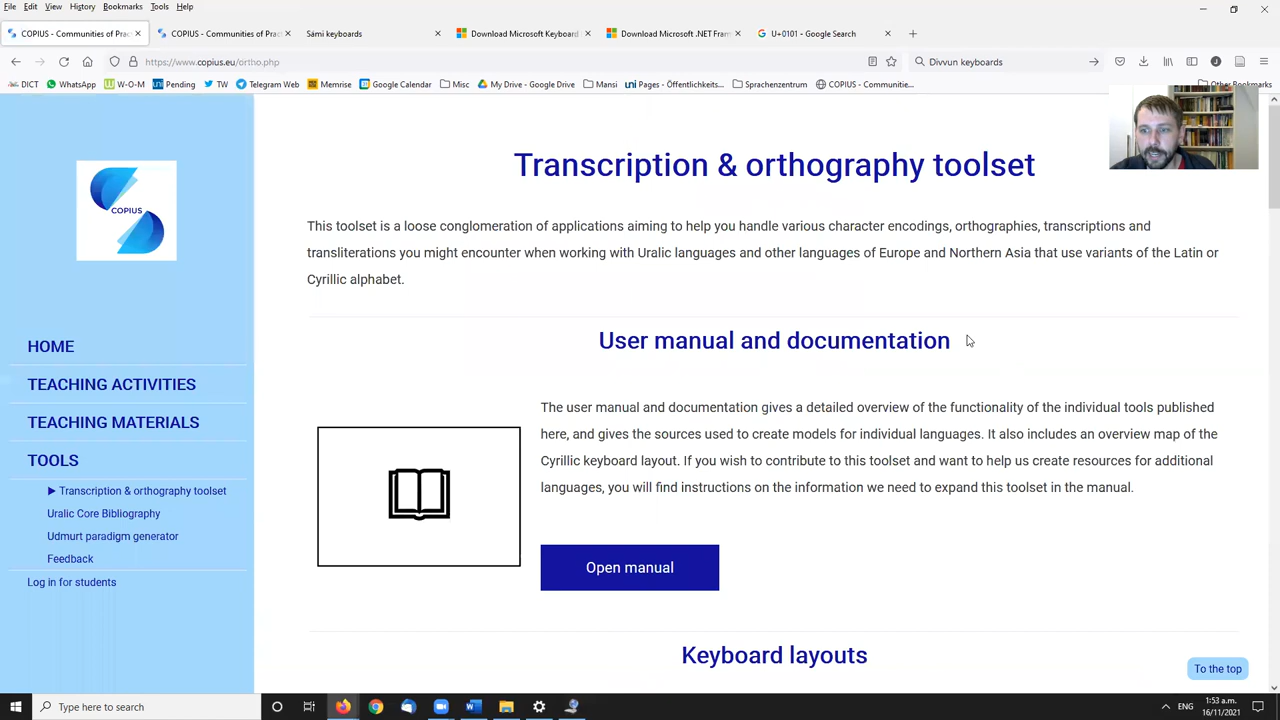 File Edit View History Bookmarks Tools Help
COPIUS - Communities of Prac
COPIUS - Communities of Pract
Sámi keyboards
Download Microsoft Keyboard
Download Microsoft .NET Fram
U+0101 - Google Search
https://www.copius.eu/ortho.php
Divvun keyboards
DICT WhatsApp W-O-M Pending TW Telegram Web Memrise Google Calendar Misc My Drive - Google Drive Mansi Pages - Öffentlichkeits... Sprachenzentrum COPIUS - Communitie... Other Bookmarks
COPIUS
HOME
TEACHING ACTIVITIES
TEACHING MATERIALS
TOOLS
▶ Transcription & orthography toolset
Uralic Core Bibliography
Udmurt paradigm generator
Feedback
Log in for students
Transcription & orthography toolset
This toolset is a loose conglomeration of applications aiming to help you handle various character encodings, orthographies, transcriptions and
transliterations you might encounter when working with Uralic languages and other languages of Europe and Northern Asia that use variants of the Latin or
Cyrillic alphabet.
User manual and documentation
The user manual and documentation gives a detailed overview of the functionality of the individual tools published
here, and gives the sources used to create models for individual languages. It also includes an overview map of the
Cyrillic keyboard layout. If you wish to contribute to this toolset and want to help us create resources for additional
languages, you will find instructions on the information we need to expand this toolset in the manual.
Open manual
Keyboard layouts
To the top
Type here to search
ENG
1:53 a.m.
16/11/2021